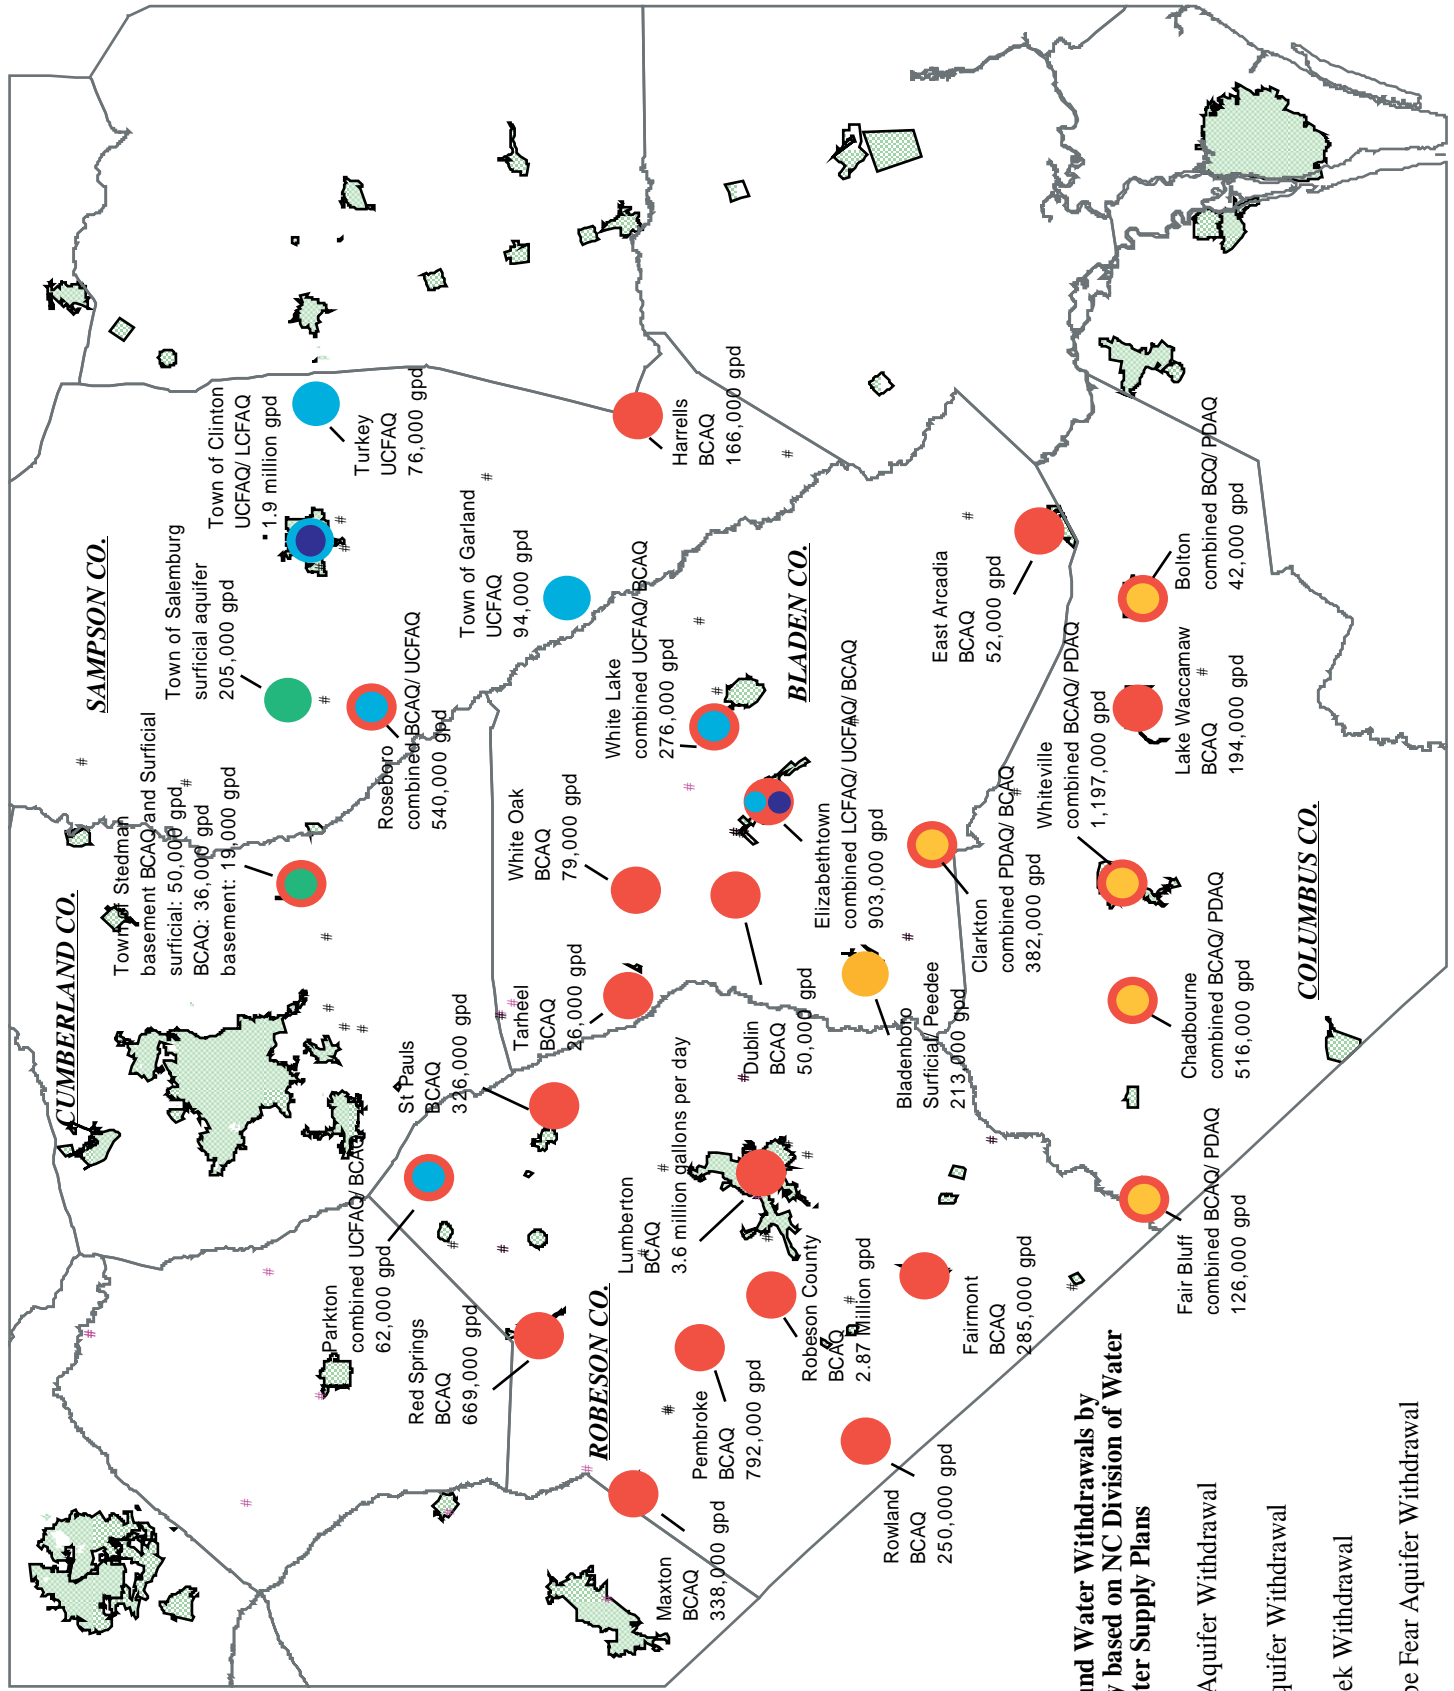 CUMBERLAND CO.
SAMPSON CO.
Town of Stedman
basement BCAQ and Surficial
surficial: 50,000 gpd
BCAQ: 36,000 gpd
basement: 19,000 gpd
Town of Salemburg
surficial aquifer
205,000 gpd
Town of Clinton
UCFAQ/ LCFAQ
1.9 million gpd
Turkey
UCFAQ
76,000 gpd
Roseboro
combined BCAQ/ UCFAQ
540,000 gpd
Town of Garland
UCFAQ
94,000 gpd
Harrells
BCAQ
166,000 gpd
Parkton
combined UCFAQ/ BCAQ
62,000 gpd
St Pauls
BCAQ
326,000 gpd
Red Springs
BCAQ
669,000 gpd
Tarheel
BCAQ
26,000 gpd
White Oak
BCAQ
79,000 gpd
White Lake
combined UCFAQ/ BCAQ
276,000 gpd
BLADEN CO.
ROBESON CO.
Lumberton
BCAQ
3.6 million gallons per day
Maxton
BCAQ
338,000 gpd
Pembroke
BCAQ
792,000 gpd
Robeson County
BCAQ
2.87 Million gpd
Dublin
BCAQ
50,000 gpd
Elizabethtown
combined LCFAQ/ UCFAQ/ BCAQ
903,000 gpd
Rowland
BCAQ
250,000 gpd
Fairmont
BCAQ
285,000 gpd
Bladenboro
Surficial/ Peedee
213,000 gpd
Clarkton
combined PDAQ/ BCAQ
382,000 gpd
East Arcadia
BCAQ
52,000 gpd
Whiteville
combined BCAQ/ PDAQ
1,197,000 gpd
Fair Bluff
combined BCAQ/ PDAQ
126,000 gpd
Chadbourne
combined BCAQ/ PDAQ
516,000 gpd
Lake Waccamaw
BCAQ
194,000 gpd
Bolton
combined BCQ/ PDAQ
42,000 gpd
COLUMBUS CO.
und Water Withdrawals by
y based on NC Division of Water
ter Supply Plans
Aquifer Withdrawal
quifer Withdrawal
ek Withdrawal
pe Fear Aquifer Withdrawal